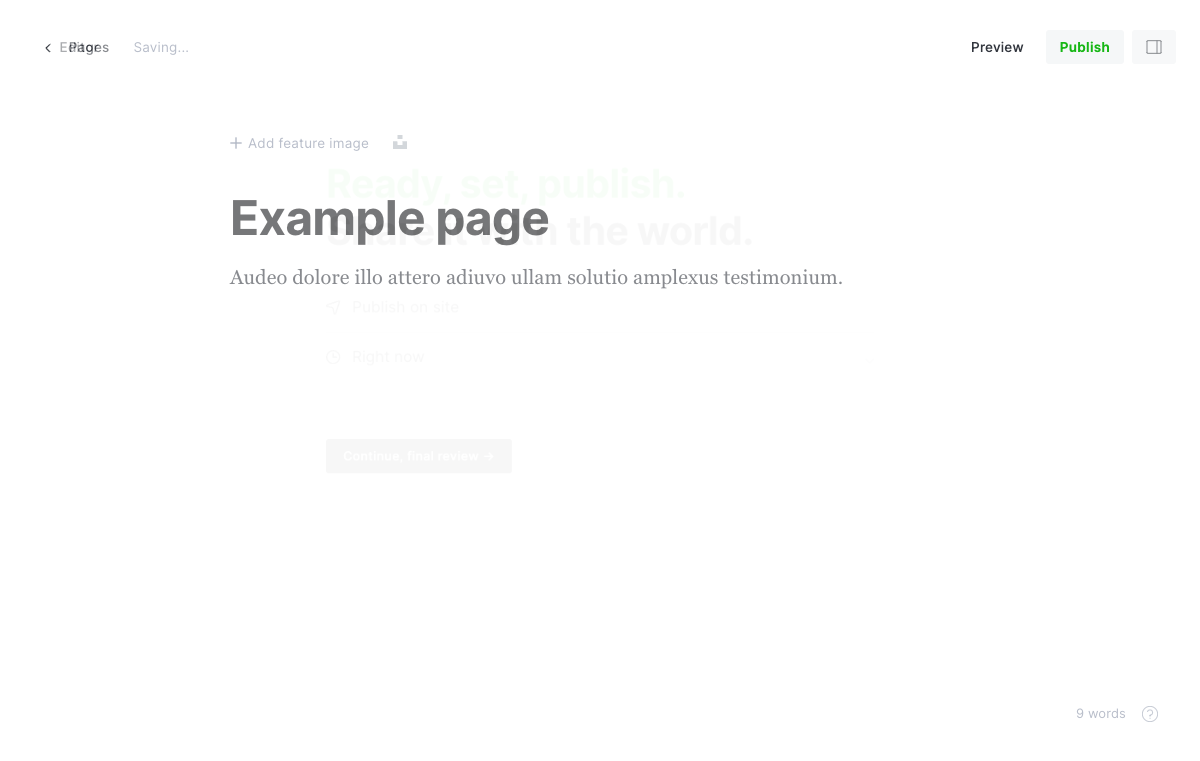 Editor Pages Saving... Preview Publish
Add feature image
Ready, set, publish.
Example page
the world.
Audeo dolore illo attero adiuvo ullam solutio amplexus testimonium.
Publish on site
Right now
Continue, final review →
9 words